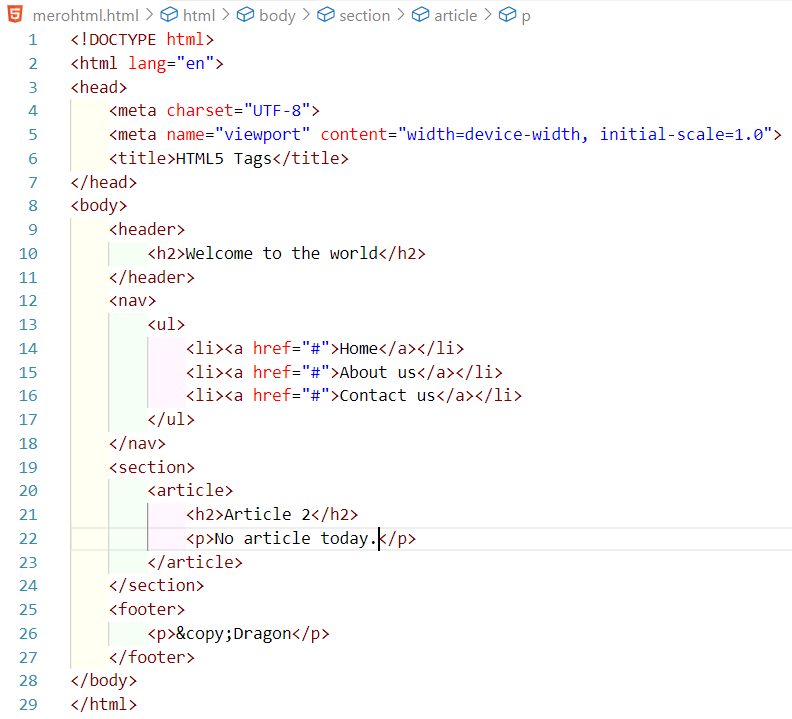 merohtml.html > html > body > section > article > p
1 <!DOCTYPE html>
2 <html lang="en">
3 <head>
4     <meta charset="UTF-8">
5     <meta name="viewport" content="width=device-width, initial-scale=1.0">
6     <title>HTML5 Tags</title>
7 </head>
8 <body>
9     <header>
10         <h2>Welcome to the world</h2>
11     </header>
12     <nav>
13         <ul>
14             <li><a href="#">Home</a></li>
15             <li><a href="#">About us</a></li>
16             <li><a href="#">Contact us</a></li>
17         </ul>
18     </nav>
19     <section>
20         <article>
21             <h2>Article 2</h2>
22             <p>No article today.</p>
23         </article>
24     </section>
25     <footer>
26         <p>&copy;Dragon</p>
27     </footer>
28 </body>
29 </html>